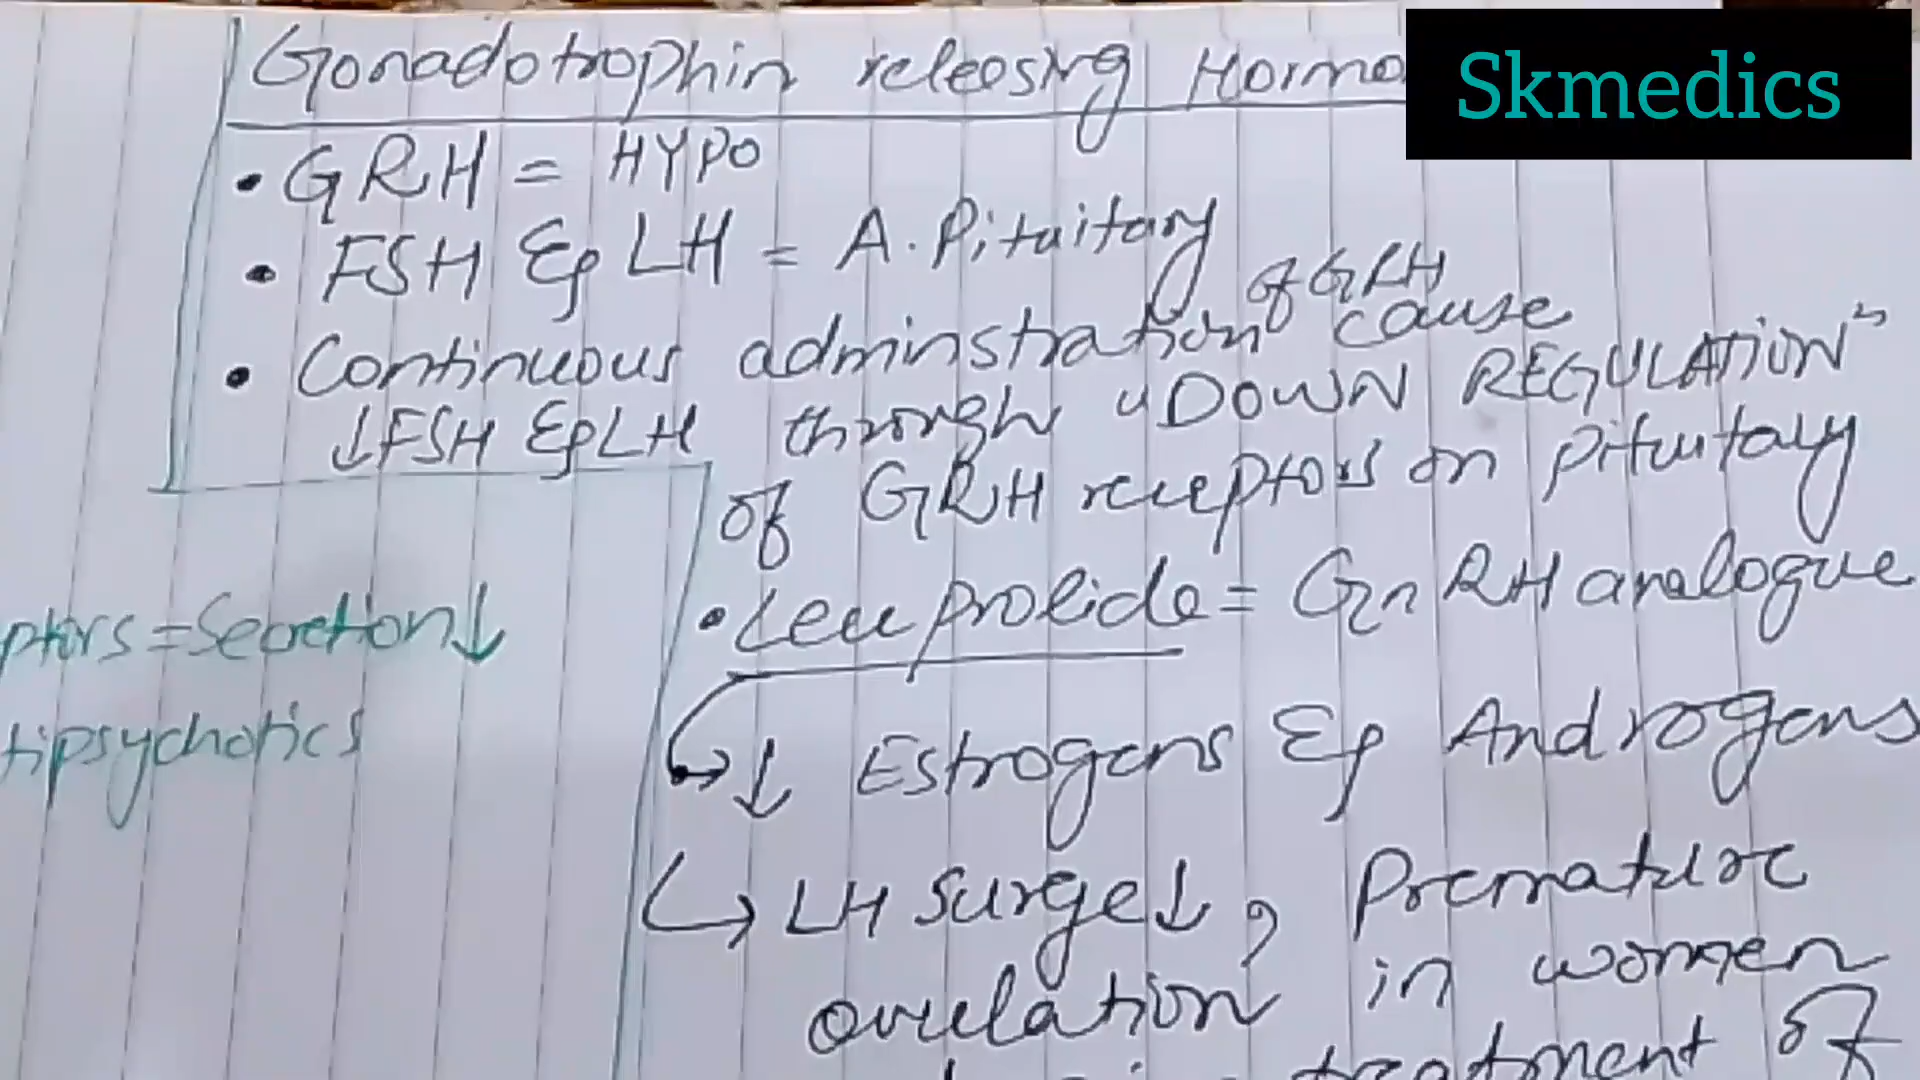 Gonadotrophin releasing Hormo
Skmedics
• GRH = HYPO
• FSH & LH = A. Pituitary
• Continuous adminstration of GRH cause
↓FSH & LH through "DOWN REGULATION"
of GRH receptors on pituitary
• Leuprolide = GnRH analogue
↓ Estrogens & Androgens
↳ LH surge↓, Premature
ovulation in women
treatment of
ptors = Secretion↓
tipsychotics